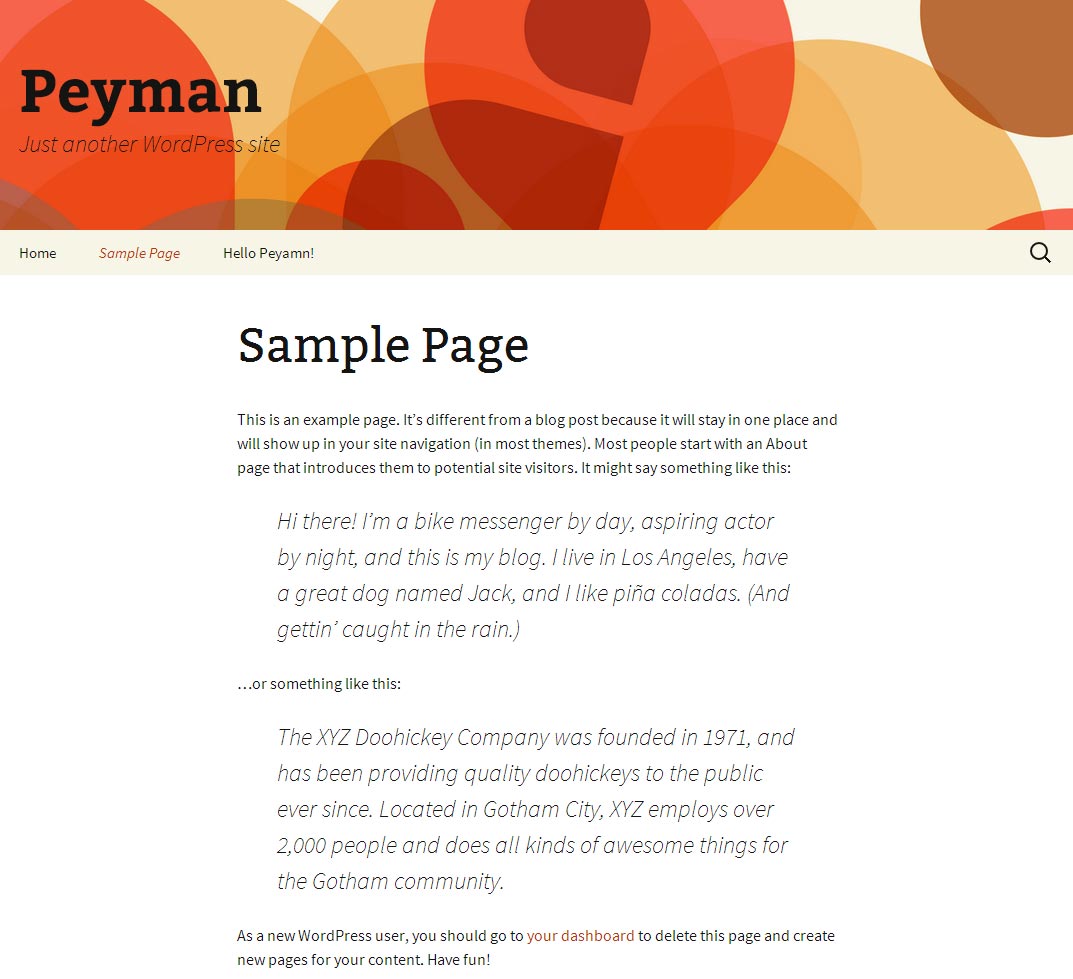 Peyman
Just another WordPress site
Home Sample Page Hello Peyamn!
Sample Page
This is an example page. It’s different from a blog post because it will stay in one place and
will show up in your site navigation (in most themes). Most people start with an About
page that introduces them to potential site visitors. It might say something like this:
Hi there! I’m a bike messenger by day, aspiring actor
by night, and this is my blog. I live in Los Angeles, have
a great dog named Jack, and I like piña coladas. (And
gettin’ caught in the rain.)
…or something like this:
The XYZ Doohickey Company was founded in 1971, and
has been providing quality doohickeys to the public
ever since. Located in Gotham City, XYZ employs over
2,000 people and does all kinds of awesome things for
the Gotham community.
As a new WordPress user, you should go to your dashboard to delete this page and create
new pages for your content. Have fun!